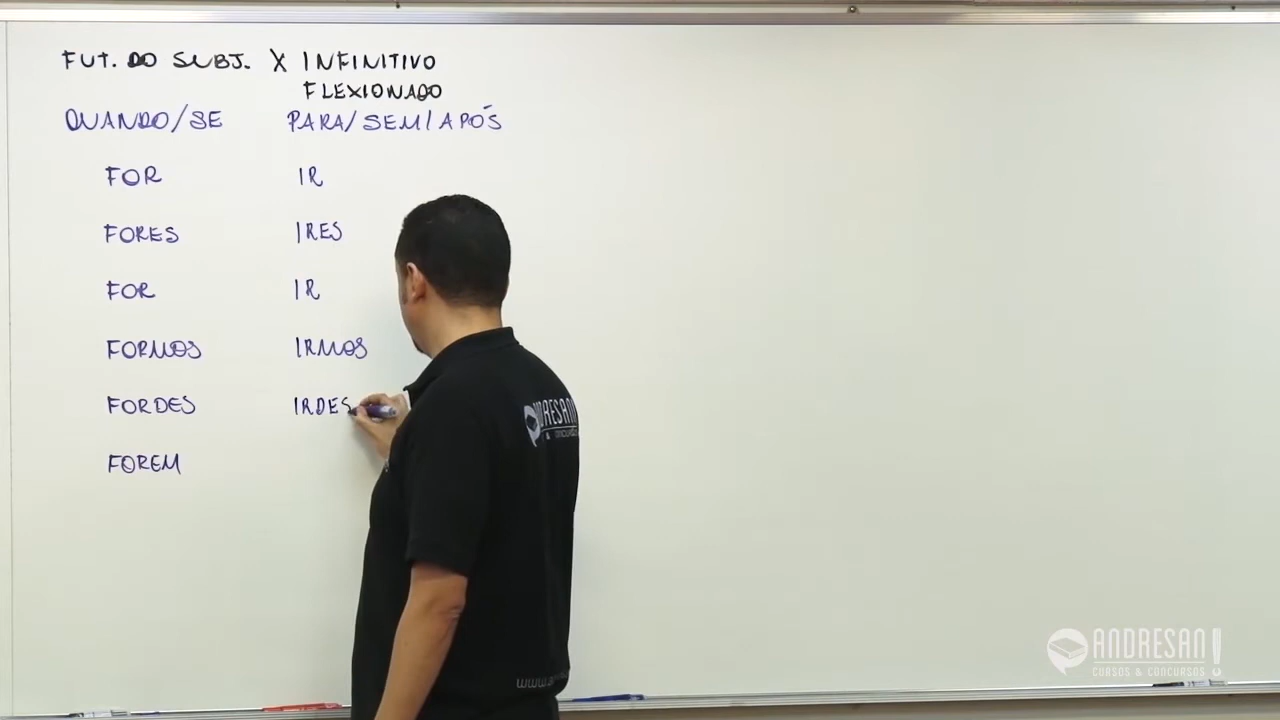 FUT. DO SUBJ. X INFINITIVO
FLEXIONADO
QUANDO/SE PARA/SEM/APÓS
FOR IR
FORES IRES
FOR IR
FORMOS IRMOS
FORDES IRDES
FOREM
ANDRESAN
ANDRESAN!
CURSOS & CONCURSOS